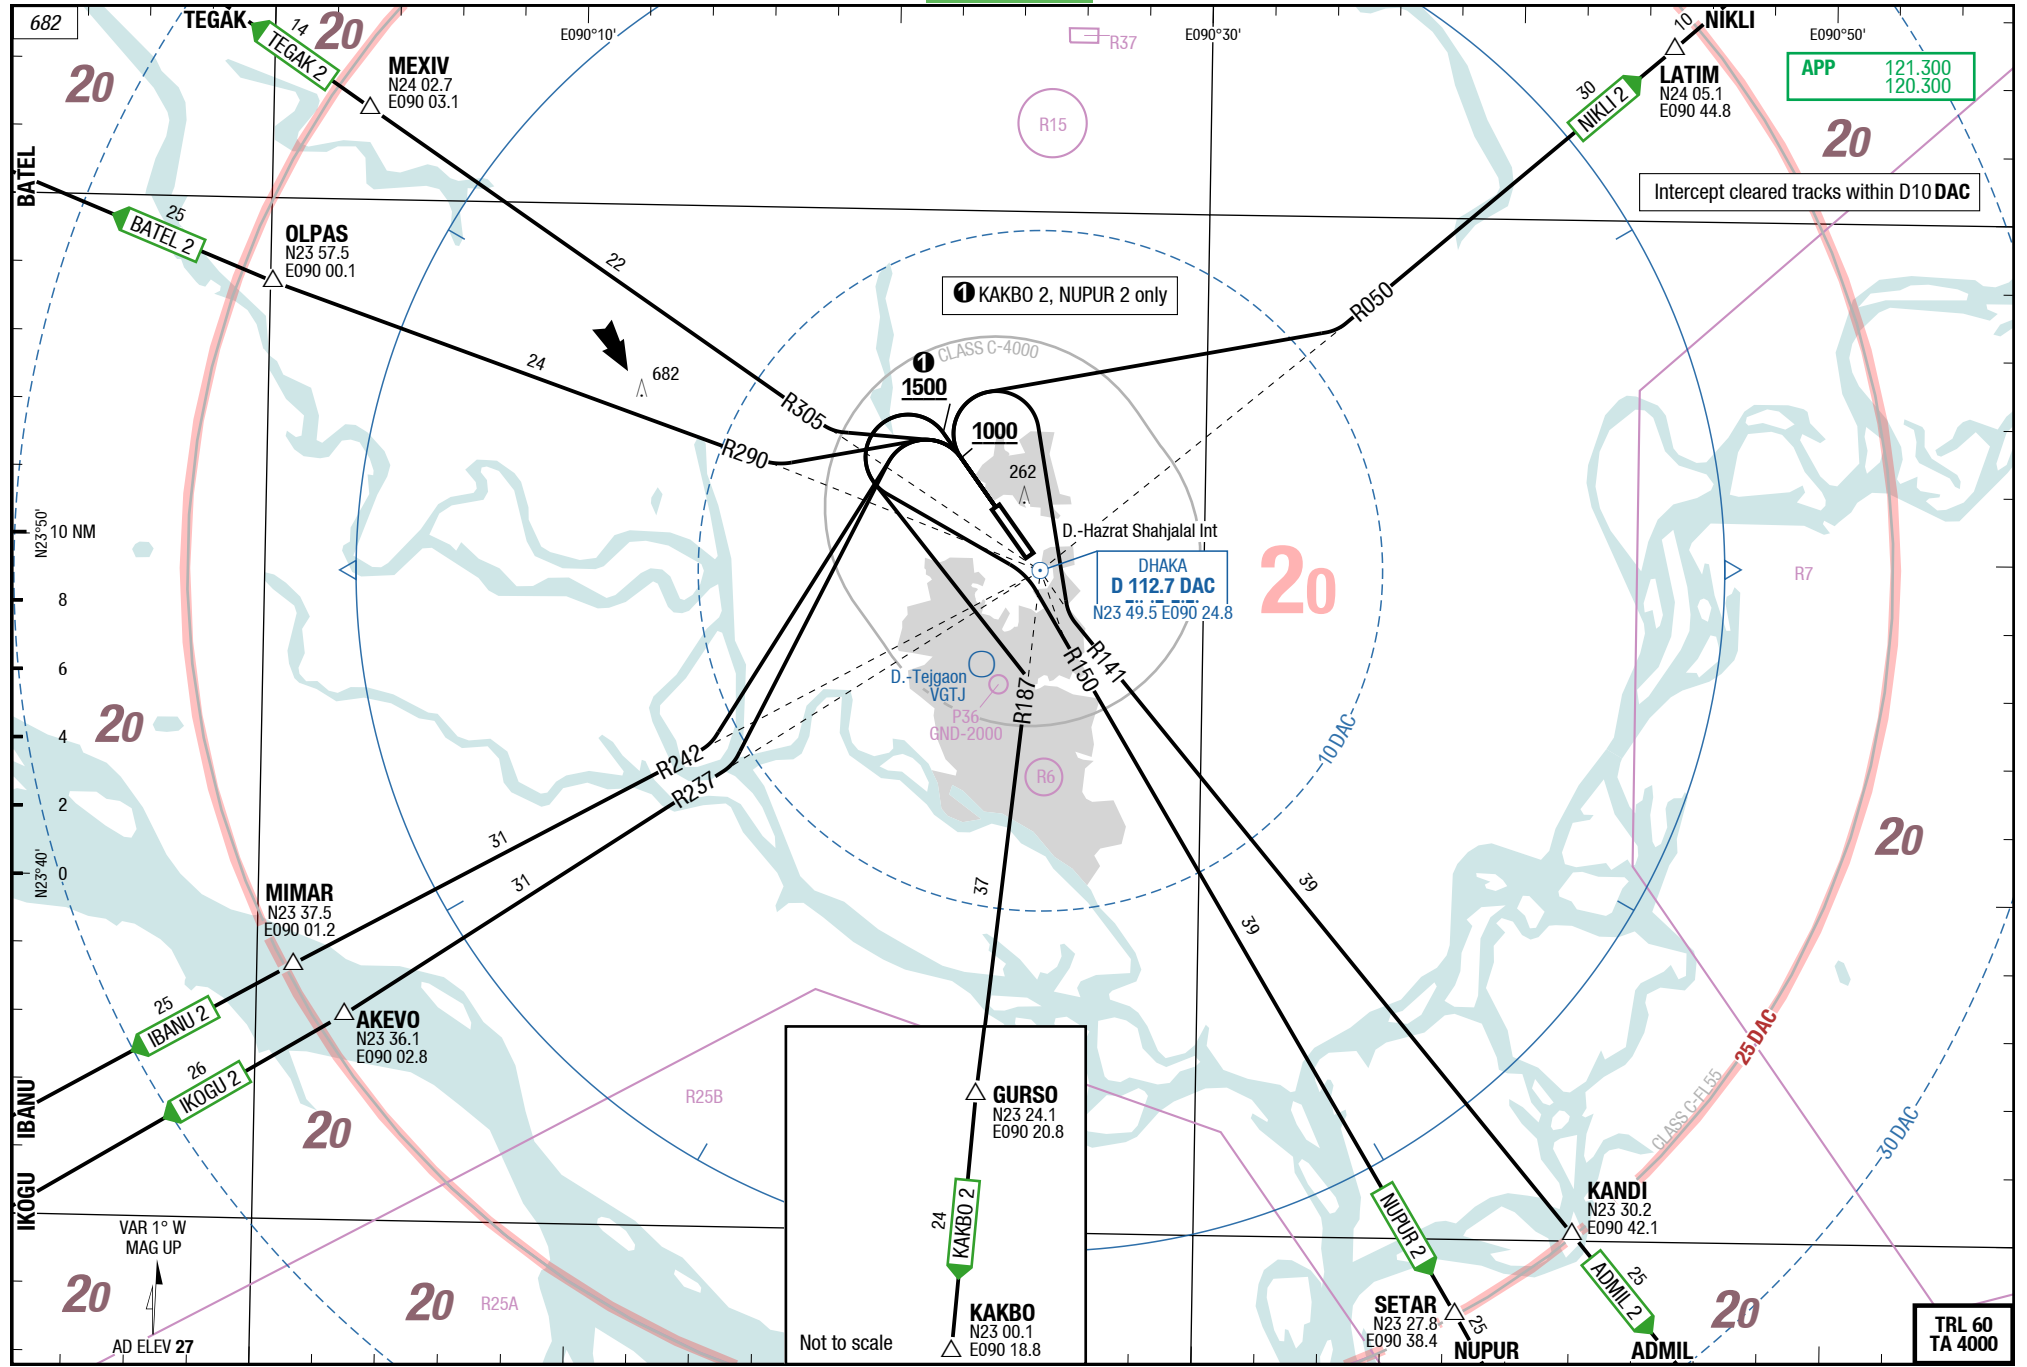 682
TEGAK
14
TEGAK 2
20
20
MEXIV
N24 02.7
E090 03.1
E090°10'
R37
E090°30'
10
NIKLI
E090°50'
LATIM
N24 05.1
E090 44.8
30
NIKLI 2
APP 121.300
120.300
20
R15
Intercept cleared tracks within D10 DAC
BATEL
25
BATEL 2
OLPAS
N23 57.5
E090 00.1
22
24
682
❶ KAKBO 2, NUPUR 2 only
R050
CLASS C-4000
❶
1500
1000
R305
R290
262
N23°50'
10 NM
8
6
4
2
0
N23°40'
D.-Hazrat Shahjalal Int
DHAKA
D 112.7 DAC
N23 49.5 E090 24.8
20
R7
D.-Tejgaon
VGTJ
P36
GND-2000
R187
R150
R141
R6
10 DAC
20
R242
R237
31
31
37
39
39
20
MIMAR
N23 37.5
E090 01.2
25
IBANU 2
AKEVO
N23 36.1
E090 02.8
26
IKOGU 2
IBANU
IKOGU
20
R25B
25 DAC
CLASS C-FL55
30 DAC
GURSO
N23 24.1
E090 20.8
24
KAKBO 2
KAKBO
N23 00.1
E090 18.8
Not to scale
KANDI
N23 30.2
E090 42.1
NUPUR 2
ADMIL 2
25
SETAR
N23 27.8
E090 38.4
25
NUPUR
ADMIL
20
VAR 1° W
MAG UP
20
AD ELEV 27
20
R25A
TRL 60
TA 4000